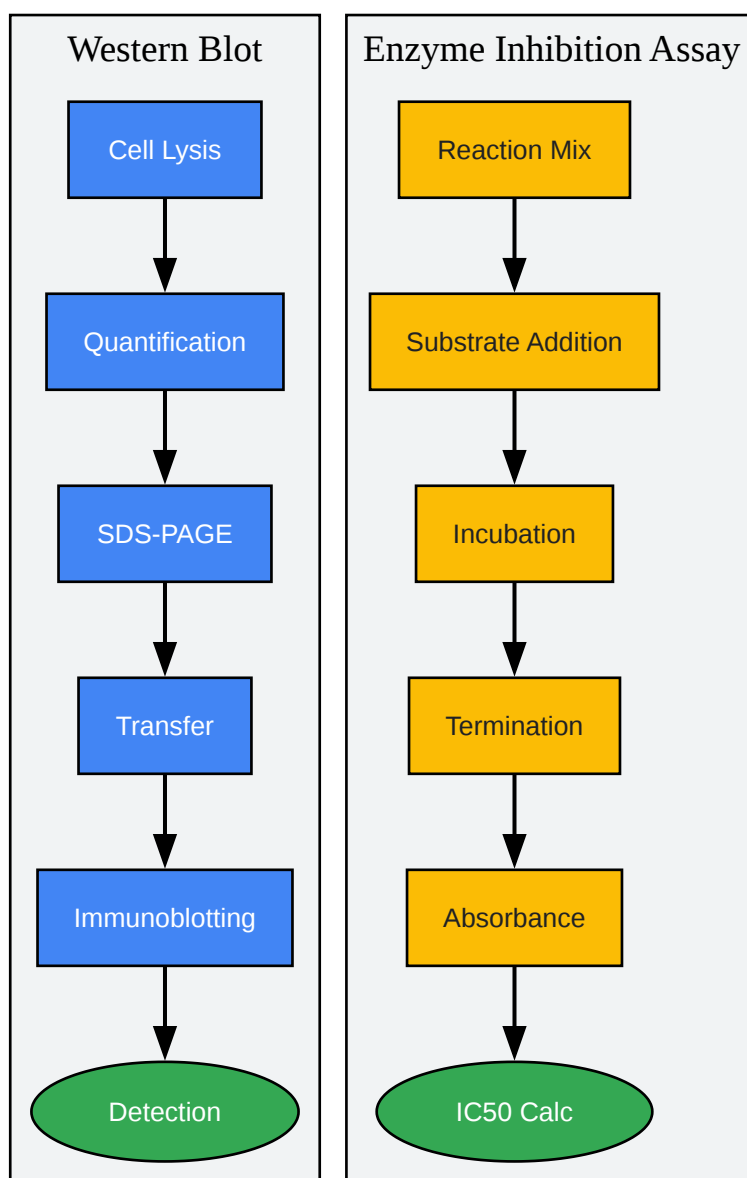 Western Blot
Cell Lysis
Quantification
SDS-PAGE
Transfer
Immunoblotting
Detection
Enzyme Inhibition Assay
Reaction Mix
Substrate Addition
Incubation
Termination
Absorbance
IC50 Calc